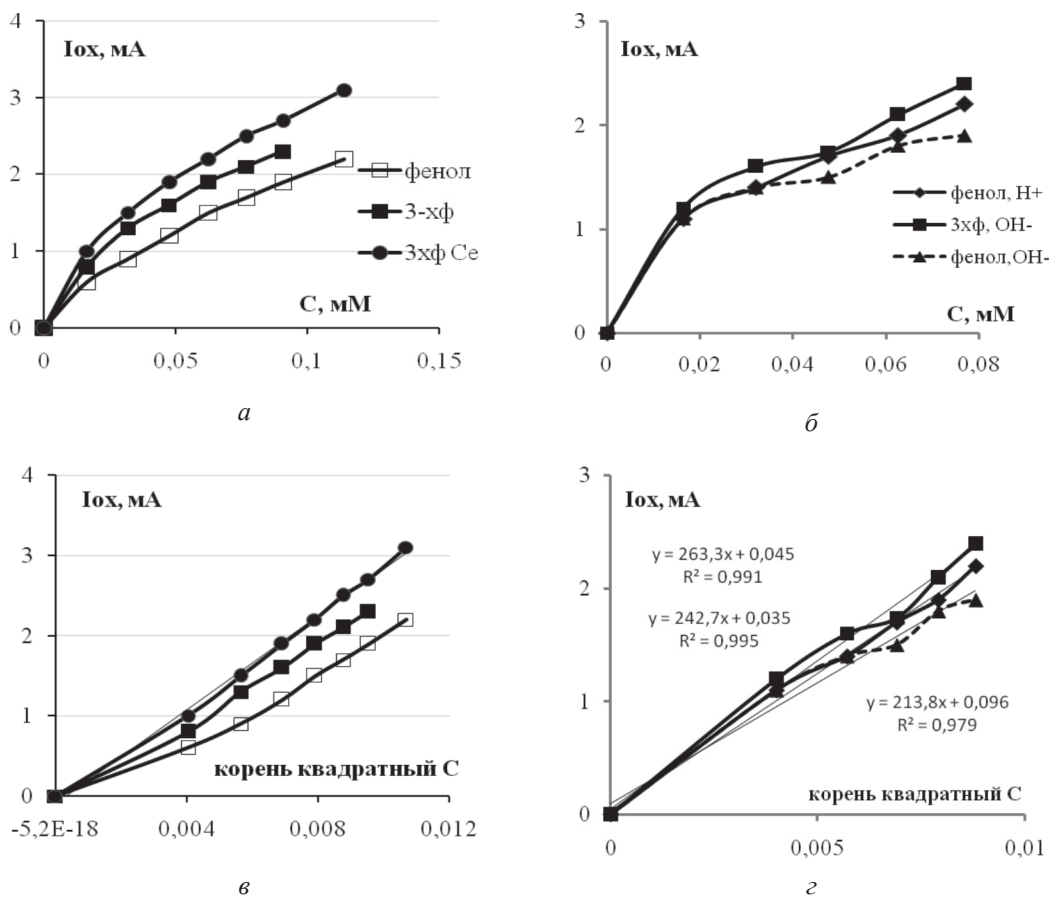 4
Iox, мА
3
2
1
0
фенол
3-хф
3хф Се
С, мМ
0
0,05
0,1
0,15
а
3
Iox, мА
2
1
0
фенол, Н+
3хф, ОН-
фенол,ОН-
С, мМ
0
0,02
0,04
0,06
0,08
б
4
Iox, мА
3
2
1
0
корень квадратный С
-5,2E-18
0,004
0,008
0,012
в
3
Iox, мА
2
1
0
y = 263,3x + 0,045
R² = 0,991
y = 242,7x + 0,035
R² = 0,995
y = 213,8x + 0,096
R² = 0,979
корень квадратный С
0
0,005
0,01
г